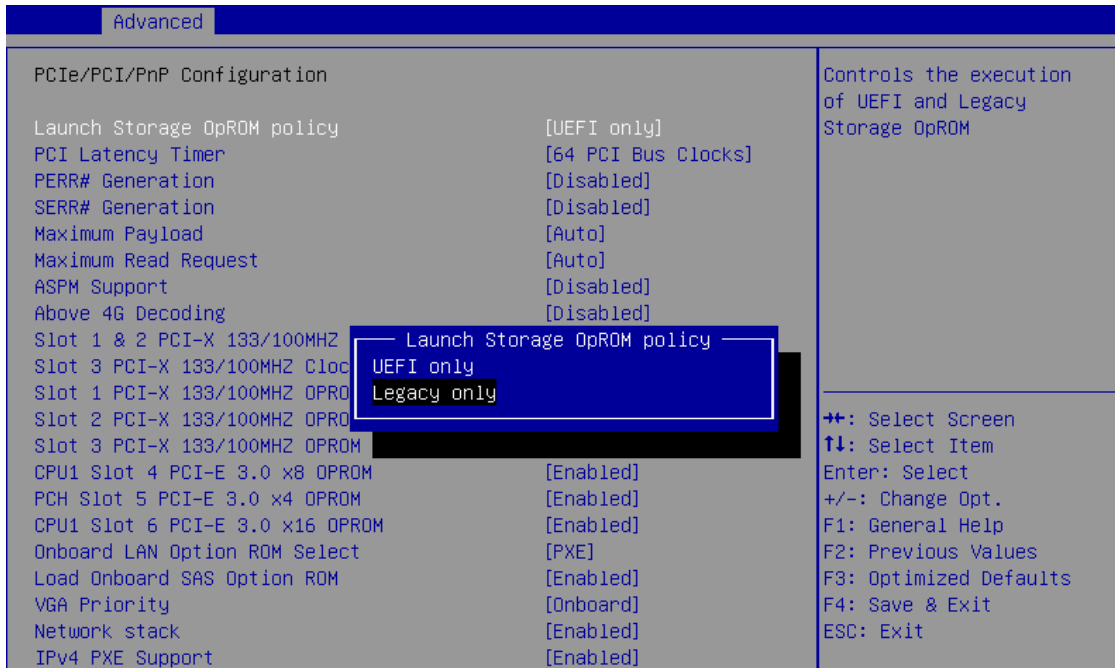 Advanced
PCIe/PCI/PnP Configuration
Launch Storage OpROM policy [UEFI only]
PCI Latency Timer [64 PCI Bus Clocks]
PERR# Generation [Disabled]
SERR# Generation [Disabled]
Maximum Payload [Auto]
Maximum Read Request [Auto]
ASPM Support [Disabled]
Above 4G Decoding [Disabled]
Slot 1 & 2 PCI-X 133/100MHZ
Slot 3 PCI-X 133/100MHZ Cloc
Slot 1 PCI-X 133/100MHZ OPRO
Slot 2 PCI-X 133/100MHZ OPRO
Slot 3 PCI-X 133/100MHZ OPROM
CPU1 Slot 4 PCI-E 3.0 x8 OPROM [Enabled]
PCH Slot 5 PCI-E 3.0 x4 OPROM [Enabled]
CPU1 Slot 6 PCI-E 3.0 x16 OPROM [Enabled]
Onboard LAN Option ROM Select [PXE]
Load Onboard SAS Option ROM [Enabled]
VGA Priority [Onboard]
Network stack [Enabled]
IPv4 PXE Support [Enabled]
Launch Storage OpROM policy
UEFI only
Legacy only
Controls the execution
of UEFI and Legacy
Storage OpROM
→←: Select Screen
↑↓: Select Item
Enter: Select
+/-: Change Opt.
F1: General Help
F2: Previous Values
F3: Optimized Defaults
F4: Save & Exit
ESC: Exit